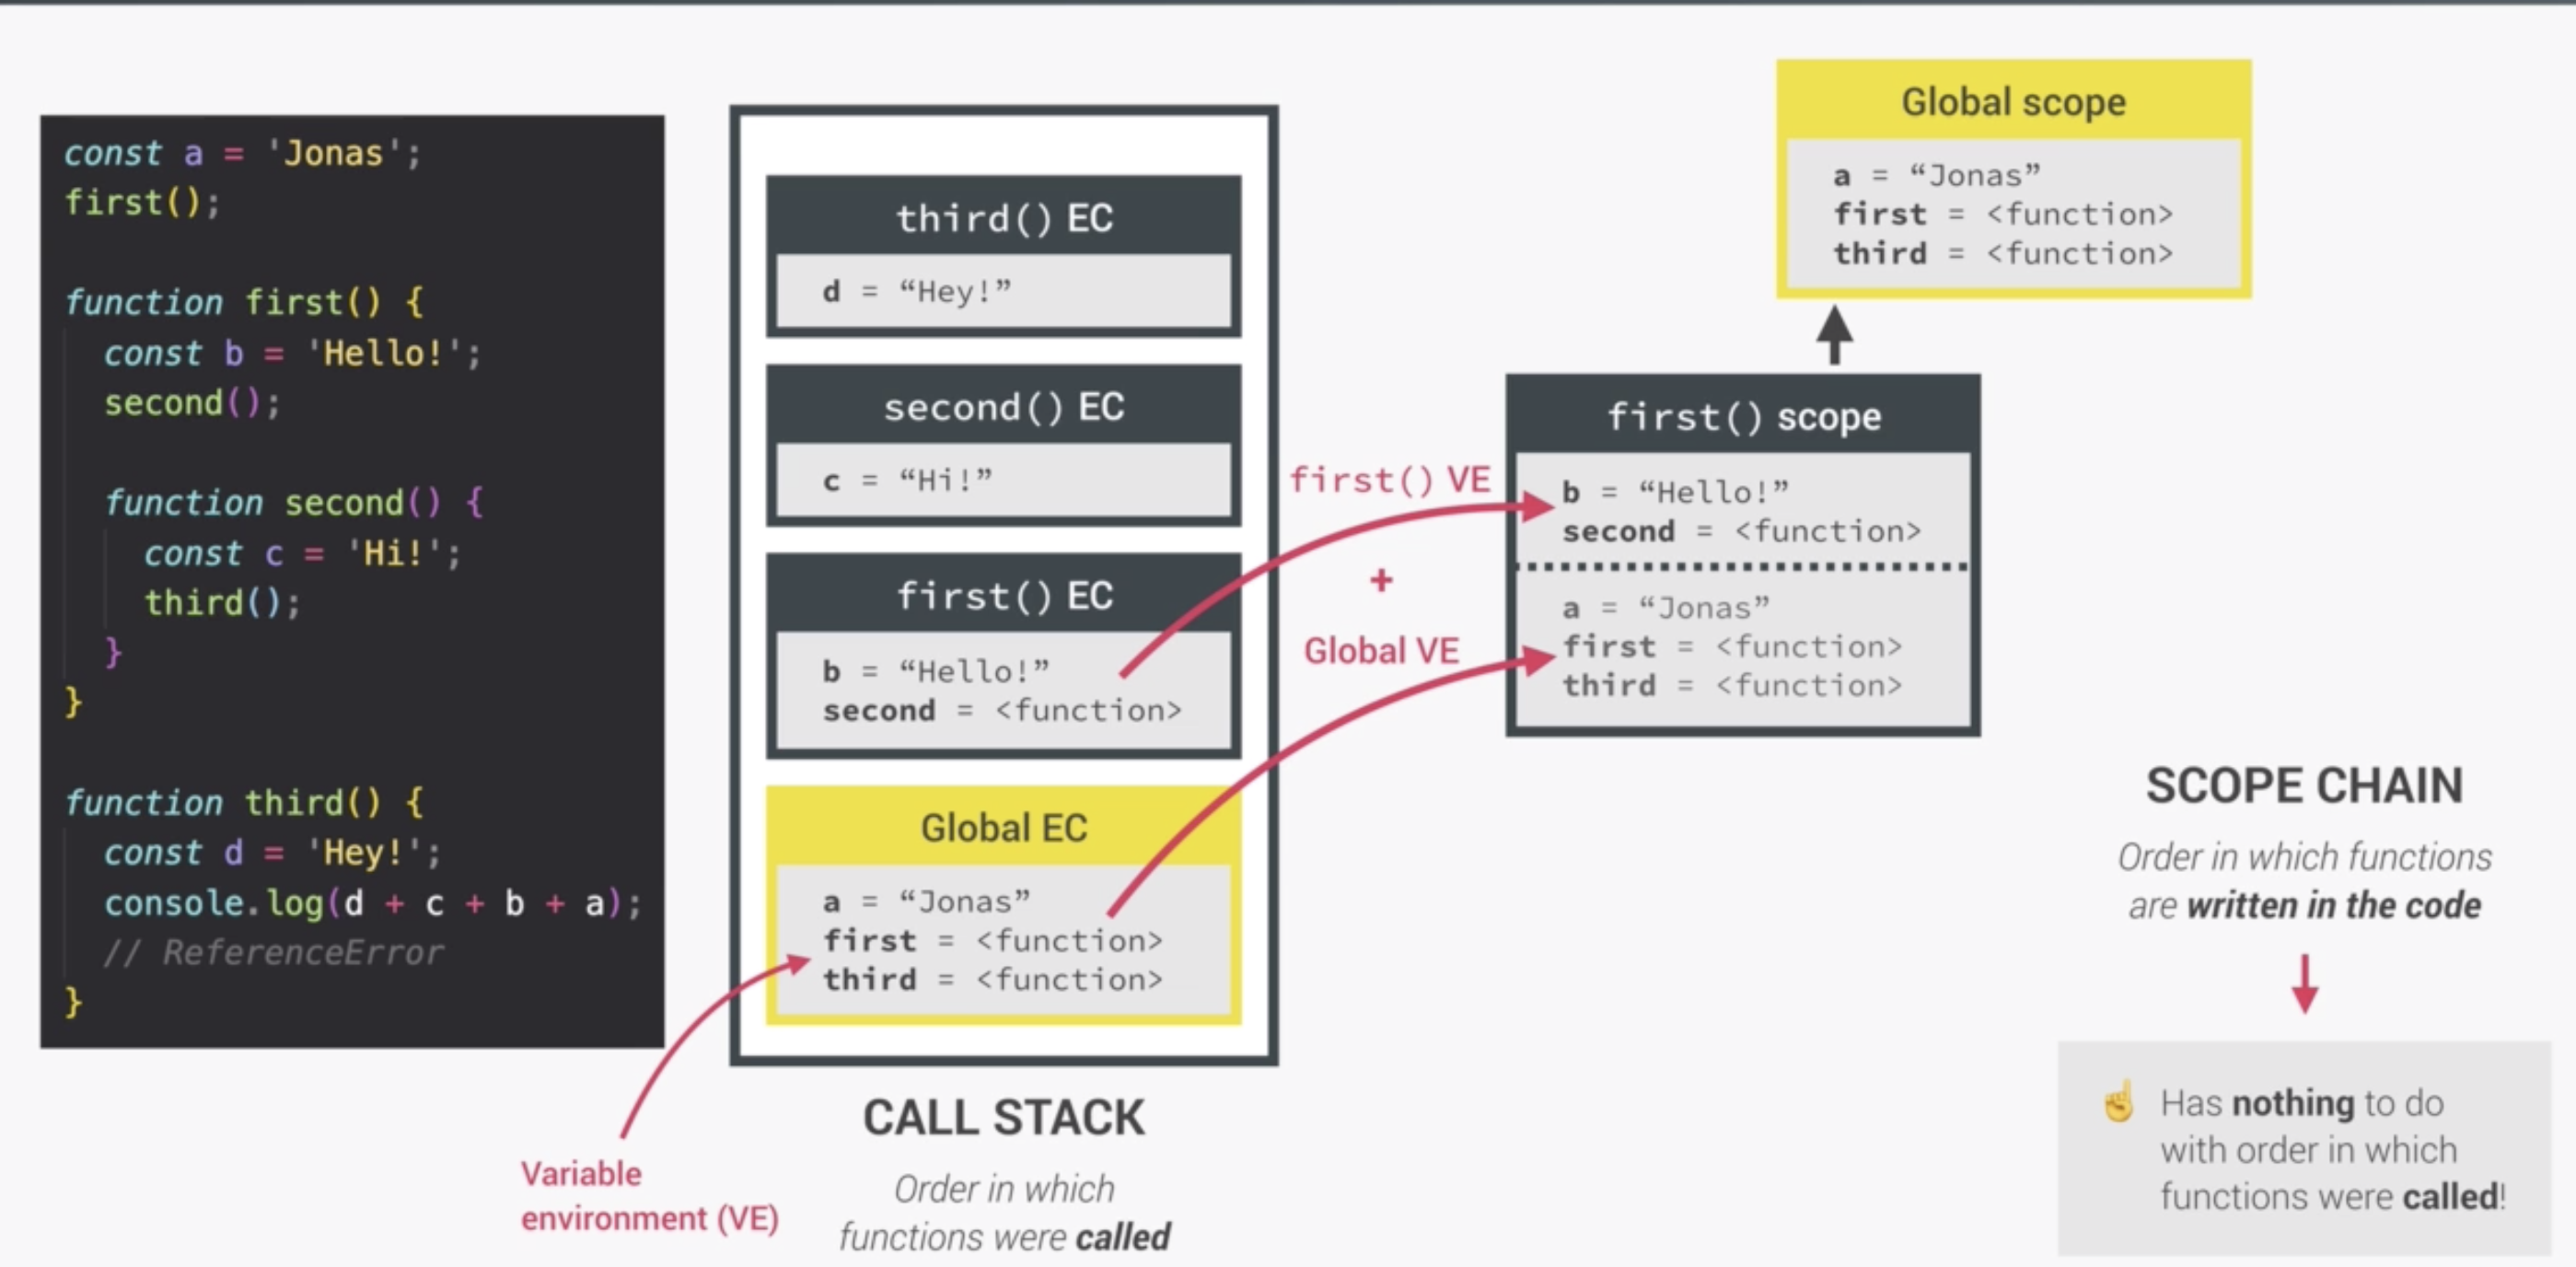 const a = 'Jonas';
first();
function first() {
const b = 'Hello!';
second();
function second() {
const c = 'Hi!';
third();
}
}
function third() {
const d = 'Hey!';
console.log(d + c + b + a);
// ReferenceError
}
third() EC
d = “Hey!”
second() EC
c = “Hi!”
first() EC
b = “Hello!”
second = <function>
Global EC
a = “Jonas”
first = <function>
third = <function>
Variable
environment (VE)
CALL STACK
Order in which
functions were called
first() VE
+
Global VE
Global scope
a = “Jonas”
first = <function>
third = <function>
first() scope
b = “Hello!”
second = <function>
a = “Jonas”
first = <function>
third = <function>
SCOPE CHAIN
Order in which functions
are written in the code
☝️ Has nothing to do
with order in which
functions were called!